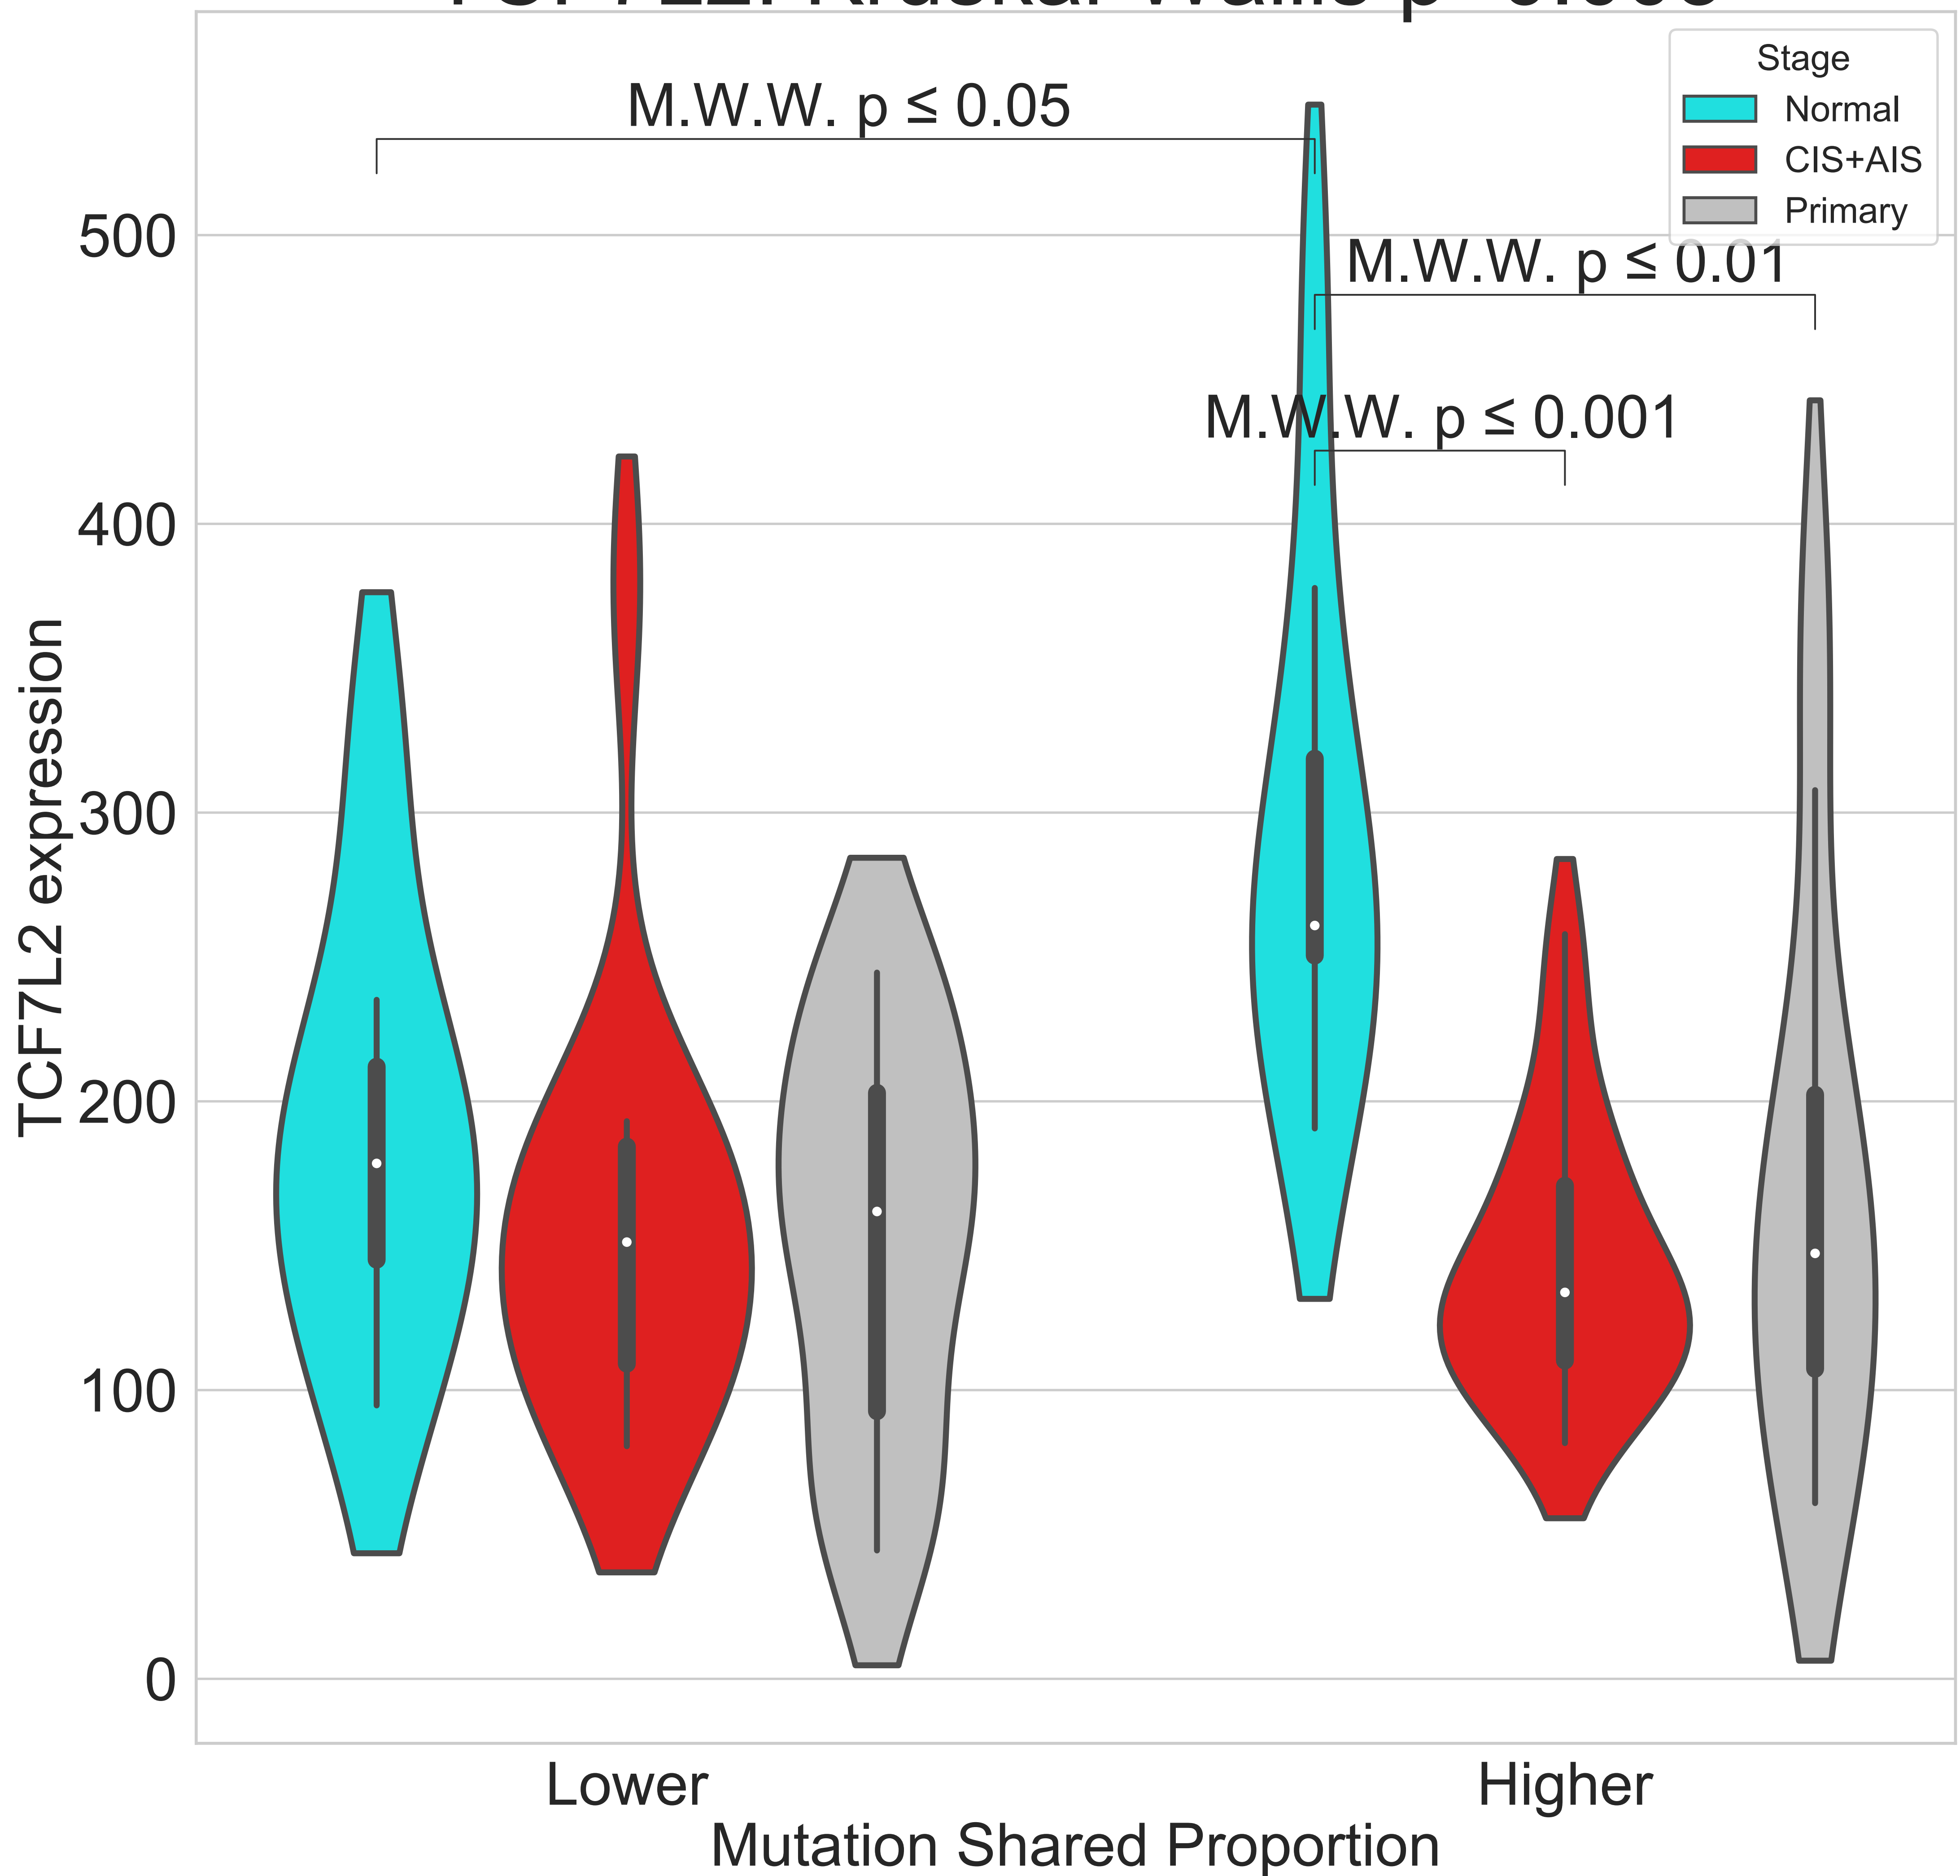 Stage
Normal
CIS+AIS
Primary
M.W.W. p ≤ 0.05
M.W.W. p ≤ 0.01
M.W.W. p ≤ 0.001
500
400
300
200
100
0
TCF7L2 expression
Lower
Higher
Mutation Shared Proportion